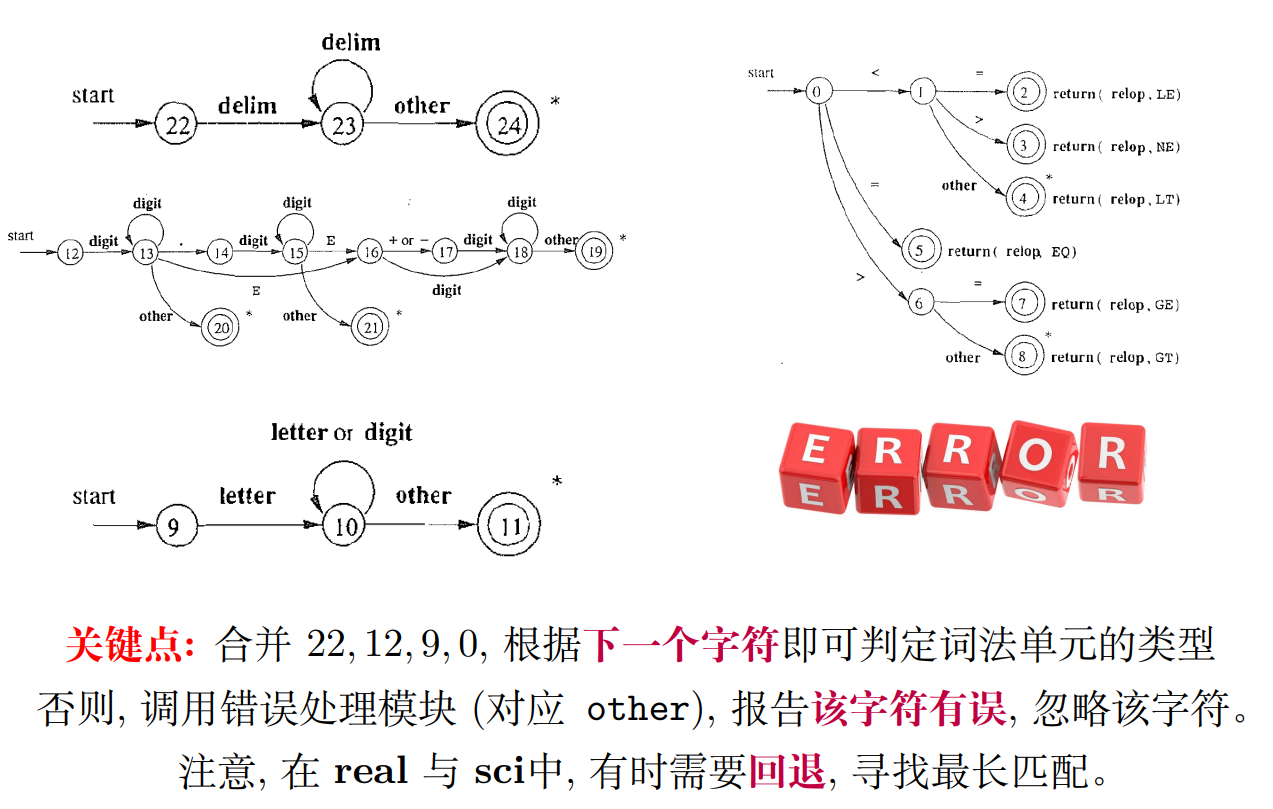 delim
start
delim
other
*
22
23
24
digit
digit
digit
start
digit
.
digit
E
+ or −
digit
other
*
12
13
14
15
16
17
18
19
E
digit
other
*
other
*
20
21
letter or digit
start
letter
other
*
9
10
11
start
<
=
0
1
2
return( relop, LE)
>
3
return( relop, NE)
other
*
4
return( relop, LT)
=
5
return( relop, EQ)
>
=
6
7
return( relop, GE)
other
*
8
return( relop, GT)
ERROR
关键点: 合并 22, 12, 9, 0, 根据下一个字符即可判定词法单元的类型
否则, 调用错误处理模块 (对应 other), 报告该字符有误, 忽略该字符。
注意, 在 real 与 sci中, 有时需要回退, 寻找最长匹配。